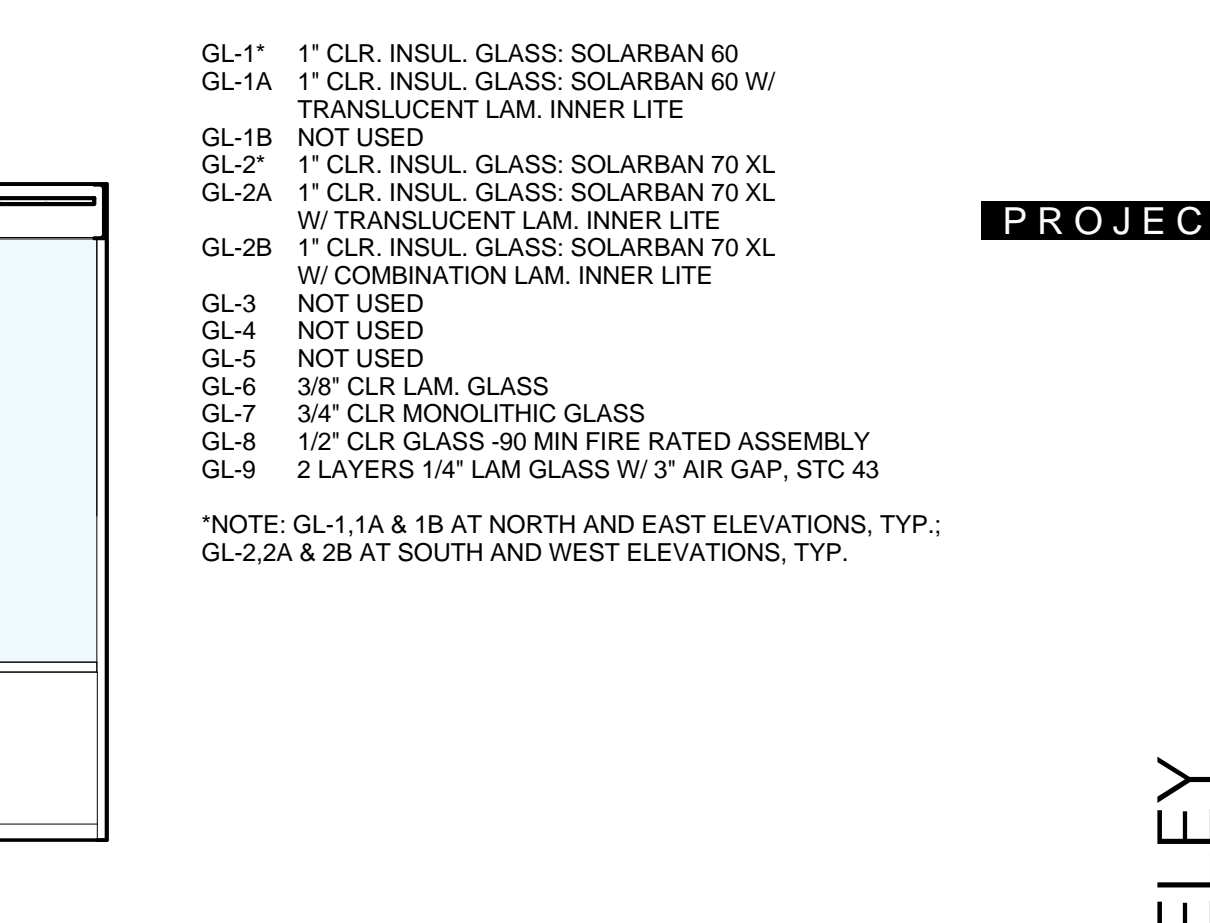 GL-1* 1" CLR. INSUL. GLASS: SOLARBAN 60
GL-1A 1" CLR. INSUL. GLASS: SOLARBAN 60 W/
TRANSLUCENT LAM. INNER LITE
GL-1B NOT USED
GL-2* 1" CLR. INSUL. GLASS: SOLARBAN 70 XL
GL-2A 1" CLR. INSUL. GLASS: SOLARBAN 70 XL
W/ TRANSLUCENT LAM. INNER LITE
GL-2B 1" CLR. INSUL. GLASS: SOLARBAN 70 XL
W/ COMBINATION LAM. INNER LITE
GL-3 NOT USED
GL-4 NOT USED
GL-5 NOT USED
GL-6 3/8" CLR LAM. GLASS
GL-7 3/4" CLR MONOLITHIC GLASS
GL-8 1/2" CLR GLASS -90 MIN FIRE RATED ASSEMBLY
GL-9 2 LAYERS 1/4" LAM GLASS W/ 3" AIR GAP, STC 43
*NOTE: GL-1,1A & 1B AT NORTH AND EAST ELEVATIONS, TYP.;
GL-2,2A & 2B AT SOUTH AND WEST ELEVATIONS, TYP.
PROJEC